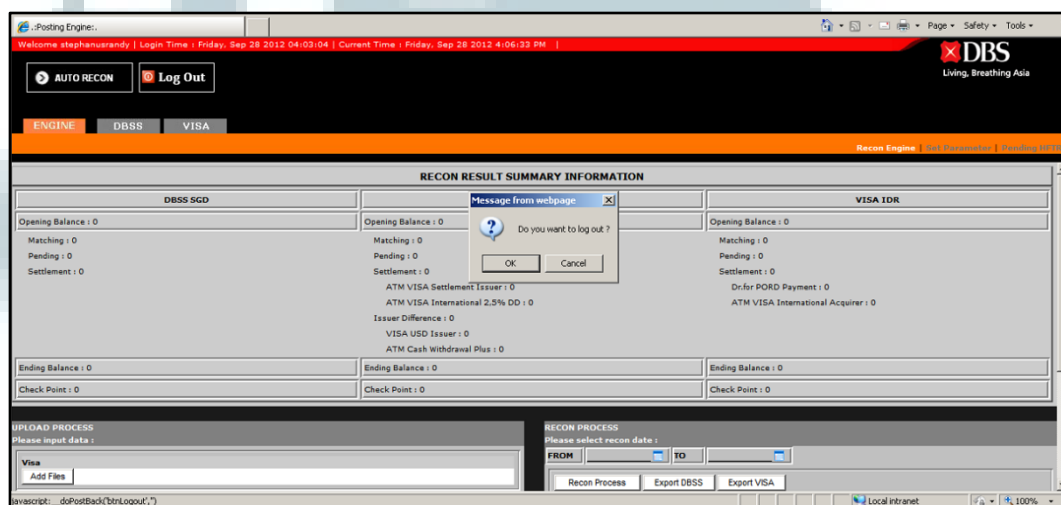 .:Posting Engine:.
Page Safety Tools
Welcome stephanusrandy | Login Time : Friday, Sep 28 2012 04:03:04 | Current Time : Friday, Sep 28 2012 4:06:33 PM |
DBS
Living, Breathing Asia
AUTO RECON Log Out
ENGINE DBSS VISA
Recon Engine | Set Parameter | Pending
RECON RESULT SUMMARY INFORMATION
DBSS SGD
VISA IDR
Message from webpage
Do you want to log out ?
OK Cancel
Opening Balance : 0
Matching : 0
Pending : 0
Settlement : 0
Ending Balance : 0
Check Point : 0
Opening Balance : 0
Matching : 0
Pending : 0
Settlement : 0
ATM VISA Settlement Issuer : 0
ATM VISA International 2,5% DD : 0
Issuer Difference : 0
VISA USD Issuer : 0
ATM Cash Withdrawal Plus : 0
Ending Balance : 0
Check Point : 0
Opening Balance : 0
Matching : 0
Pending : 0
Settlement : 0
Dr.for PORD Payment : 0
ATM VISA International Acquirer : 0
Ending Balance : 0
Check Point : 0
UPLOAD PROCESS
Please input data :
Visa
Add Files
RECON PROCESS
Please select recon date :
FROM TO
Recon Process Export DBSS Export VISA
javascript:__doPostBack('btnLogout','')
Local intranet 100%